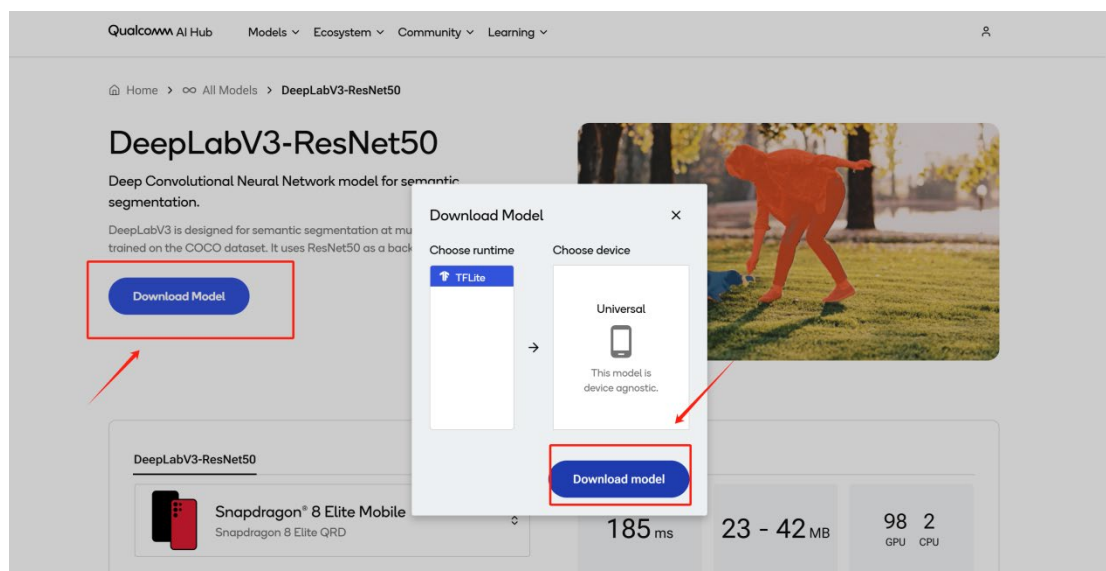 Qualcomm AI Hub Models Ecosystem Community Learning
Home > All Models > DeepLabV3-ResNet50
DeepLabV3-ResNet50
Deep Convolutional Neural Network model for semantic
segmentation.
DeepLabV3 is designed for semantic segmentation at mu
trained on the COCO dataset. It uses ResNet50 as a back
Download Model
Download Model
Choose runtime
Choose device
TFLite
Universal
This model is
device agnostic.
Download model
DeepLabV3-ResNet50
Snapdragon® 8 Elite Mobile
Snapdragon 8 Elite QRD
185 ms
23 - 42 MB
98 2
GPU CPU